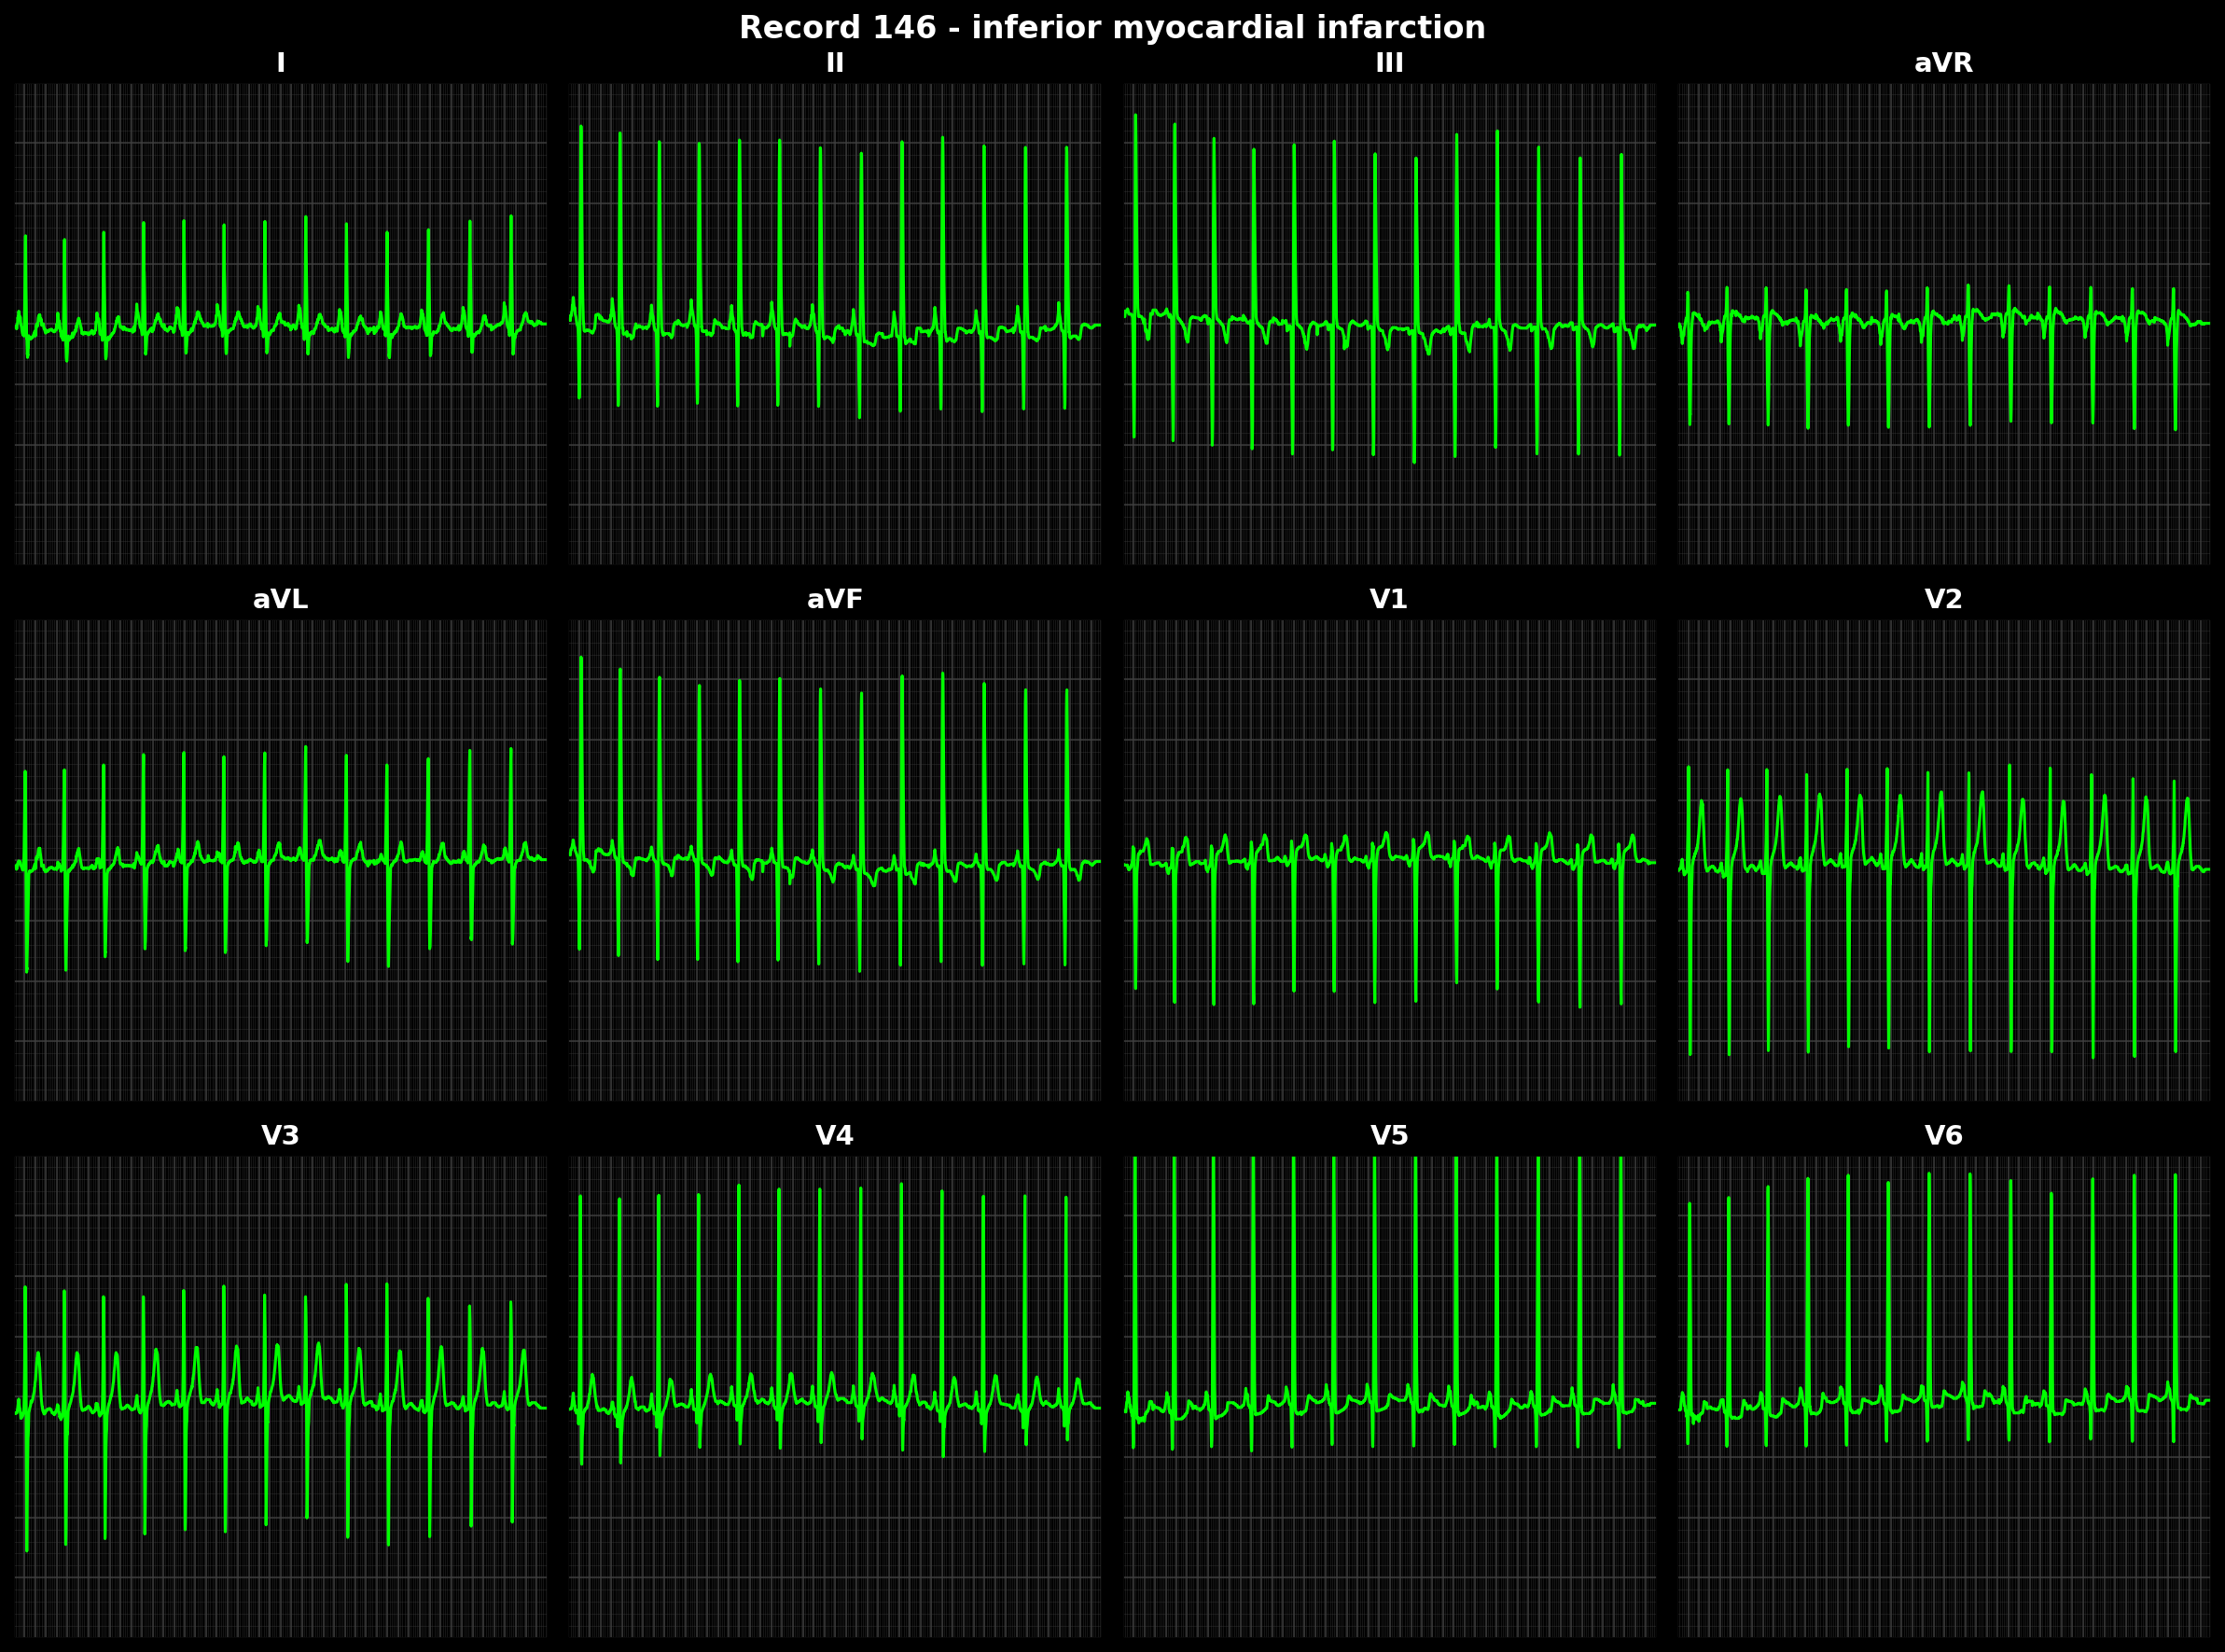 Record 146 - inferior myocardial infarction
I II III aVR
aVL aVF V1 V2
V3 V4 V5 V6